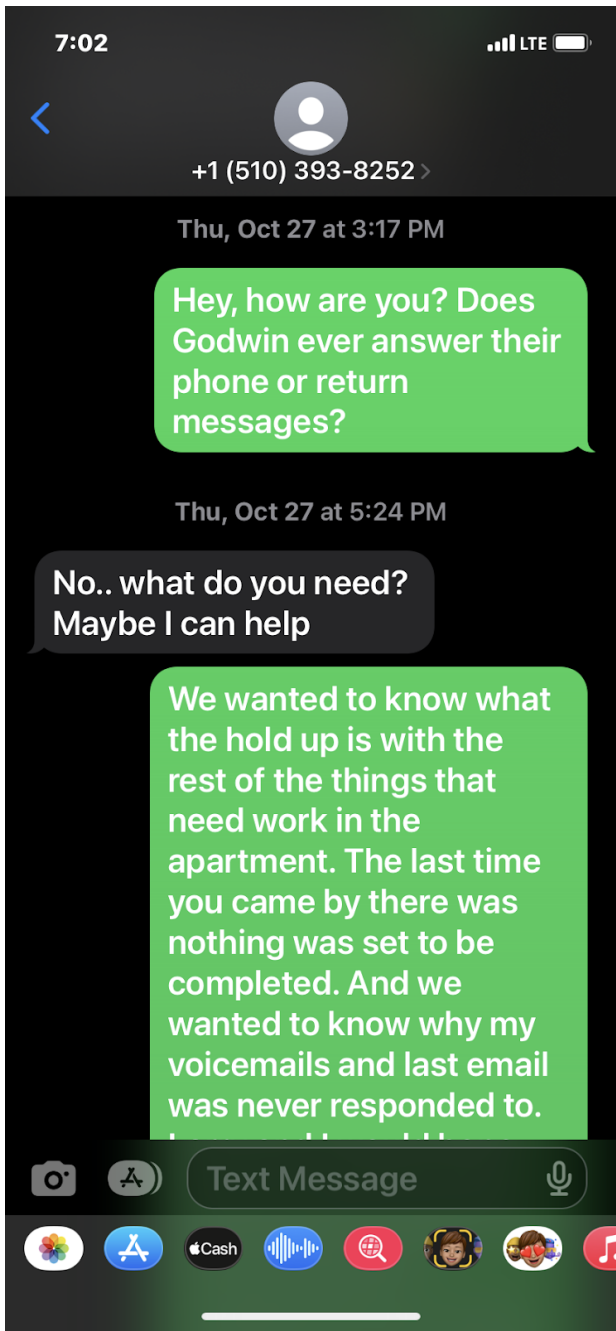 7:02
LTE
+1 (510) 393-8252
Thu, Oct 27 at 3:17 PM
Hey, how are you? Does
Godwin ever answer their
phone or return
messages?
Thu, Oct 27 at 5:24 PM
No.. what do you need?
Maybe I can help
We wanted to know what
the hold up is with the
rest of the things that
need work in the
apartment. The last time
you came by there was
nothing was set to be
completed. And we
wanted to know why my
voicemails and last email
was never responded to.
Text Message
Cash